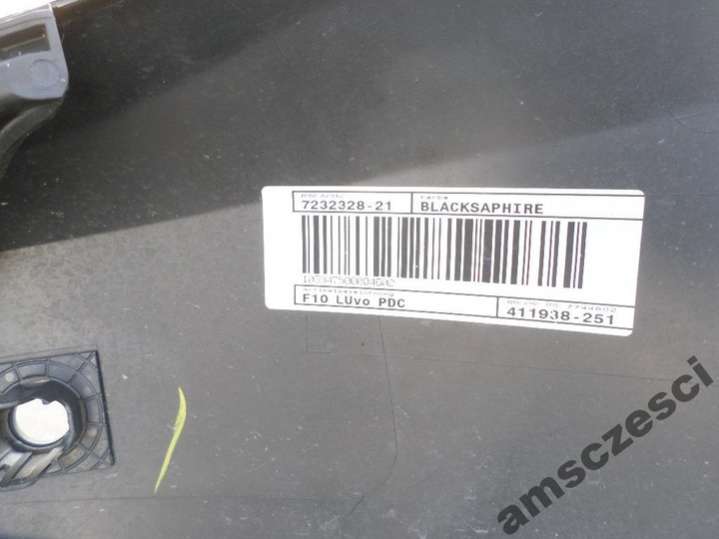 7232328-21 BLACKSAPHIRE
F10 LUvo PDC
411938-251
amsczesci